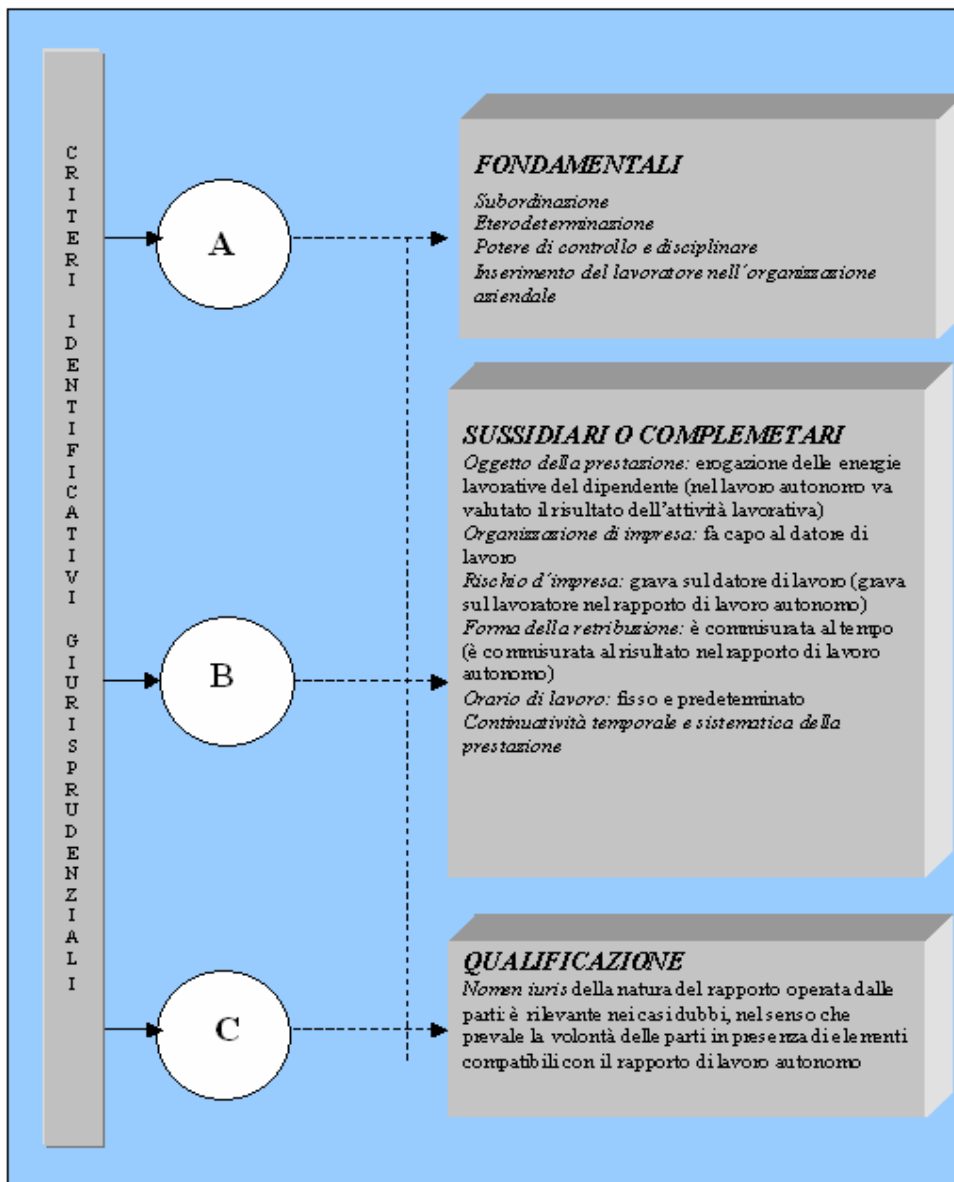 CRITERI IDENTIFICATIVI GIURISPRUDENZIALI
A
FONDAMENTALI
Subordinazione
Eterodeterminazione
Potere di controllo e disciplinare
Inserimento del lavoratore nell´organizzazione
aziendale
B
SUSSIDIARI O COMPLEMETARI
Oggetto della prestazione: erogazione delle energie
lavorative del dipendente (nel lavoro autonomo va
valutato il risultato dell'attività lavorativa)
Organizzazione di impresa: fà capo al datore di
lavoro
Rischio d´impresa: grava sul datore di lavoro (grava
sul lavoratore nel rapporto di lavoro autonomo)
Forma della retribuzione: è commisurata al tempo
(è commisurata al risultato nel rapporto di lavoro
autonomo)
Orario di lavoro: fisso e predeterminato
Continuatività temporale e sistematica della
prestazione
C
QUALIFICAZIONE
Nomen iuris della natura del rapporto operata dalle
parti: è rilevante nei casi dubbi, nel senso che
prevale la volontà delle parti in presenza di elementi
compatibili con il rapporto di lavoro autonomo